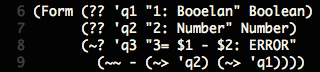 6 (Form (?? 'q1 "1: Booelan" Boolean)
7 (?? 'q2 "2: Number" Number)
8 (~? 'q3 "3= $1 - $2: ERROR"
9 (~~ - (~> 'q2) (~> 'q1))))